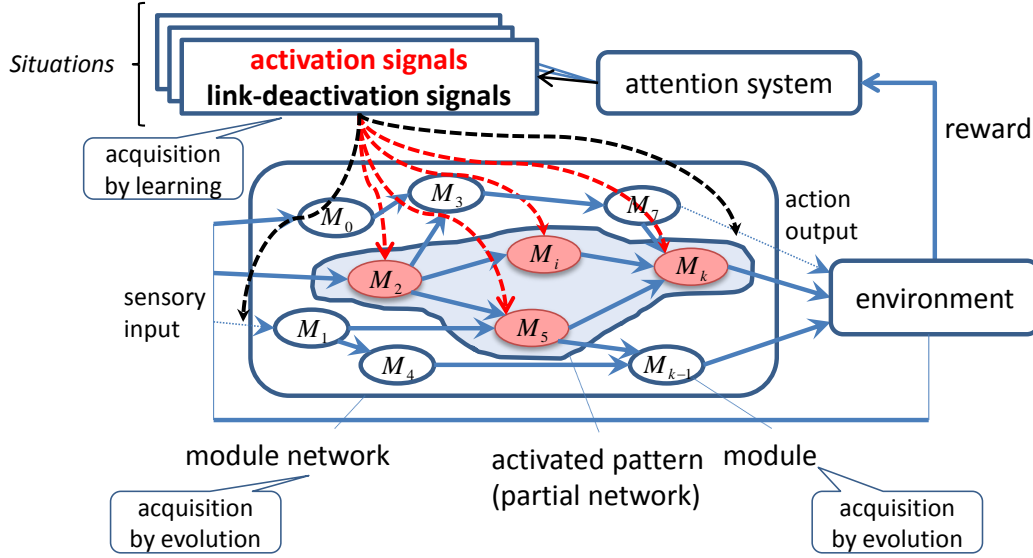 Situations
activation signals
link-deactivation signals
attention system
reward
acquisition
by learning
M0
M3
M7
action
output
M2
Mi
Mk
sensory
input
M1
M5
environment
M4
Mk−1
module network
activated pattern
(partial network)
module
acquisition
by evolution
acquisition
by evolution